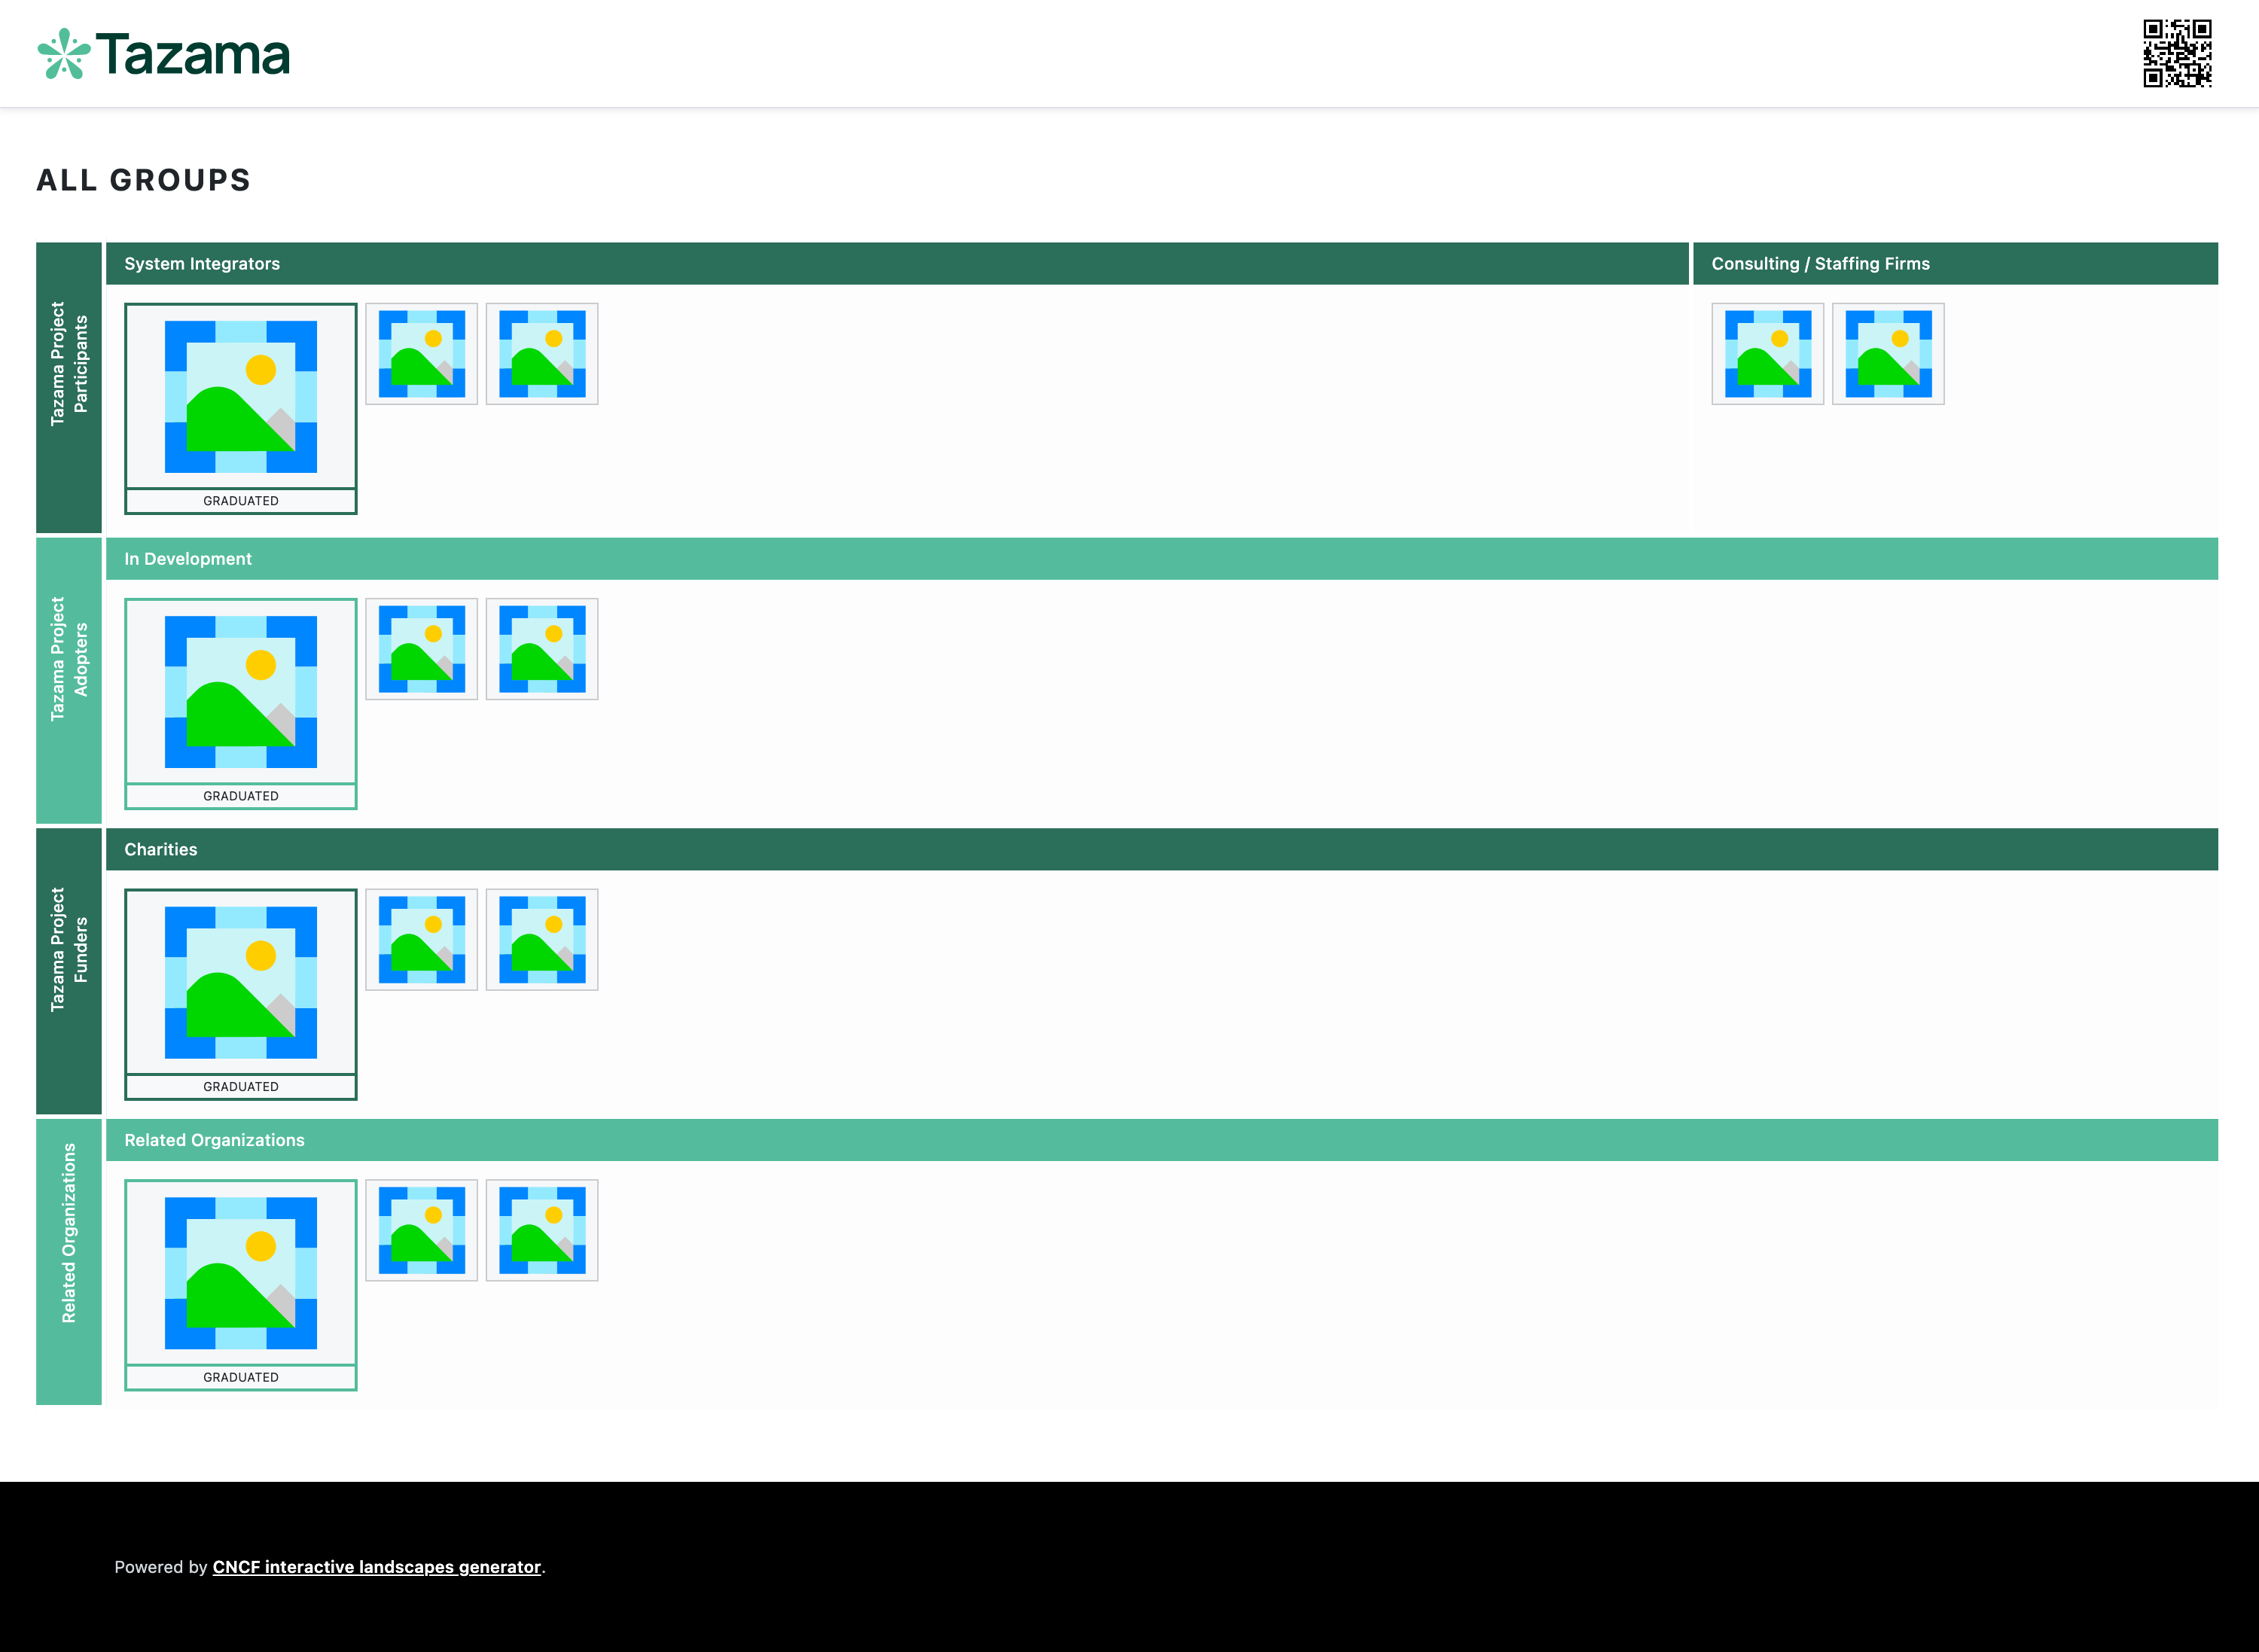 Tazama
ALL GROUPS
Tazama Project
Participants
System Integrators
Consulting / Staffing Firms
GRADUATED
Tazama Project
Adopters
In Development
GRADUATED
Tazama Project
Funders
Charities
GRADUATED
Related Organizations
Related Organizations
GRADUATED
Powered by CNCF interactive landscapes generator.